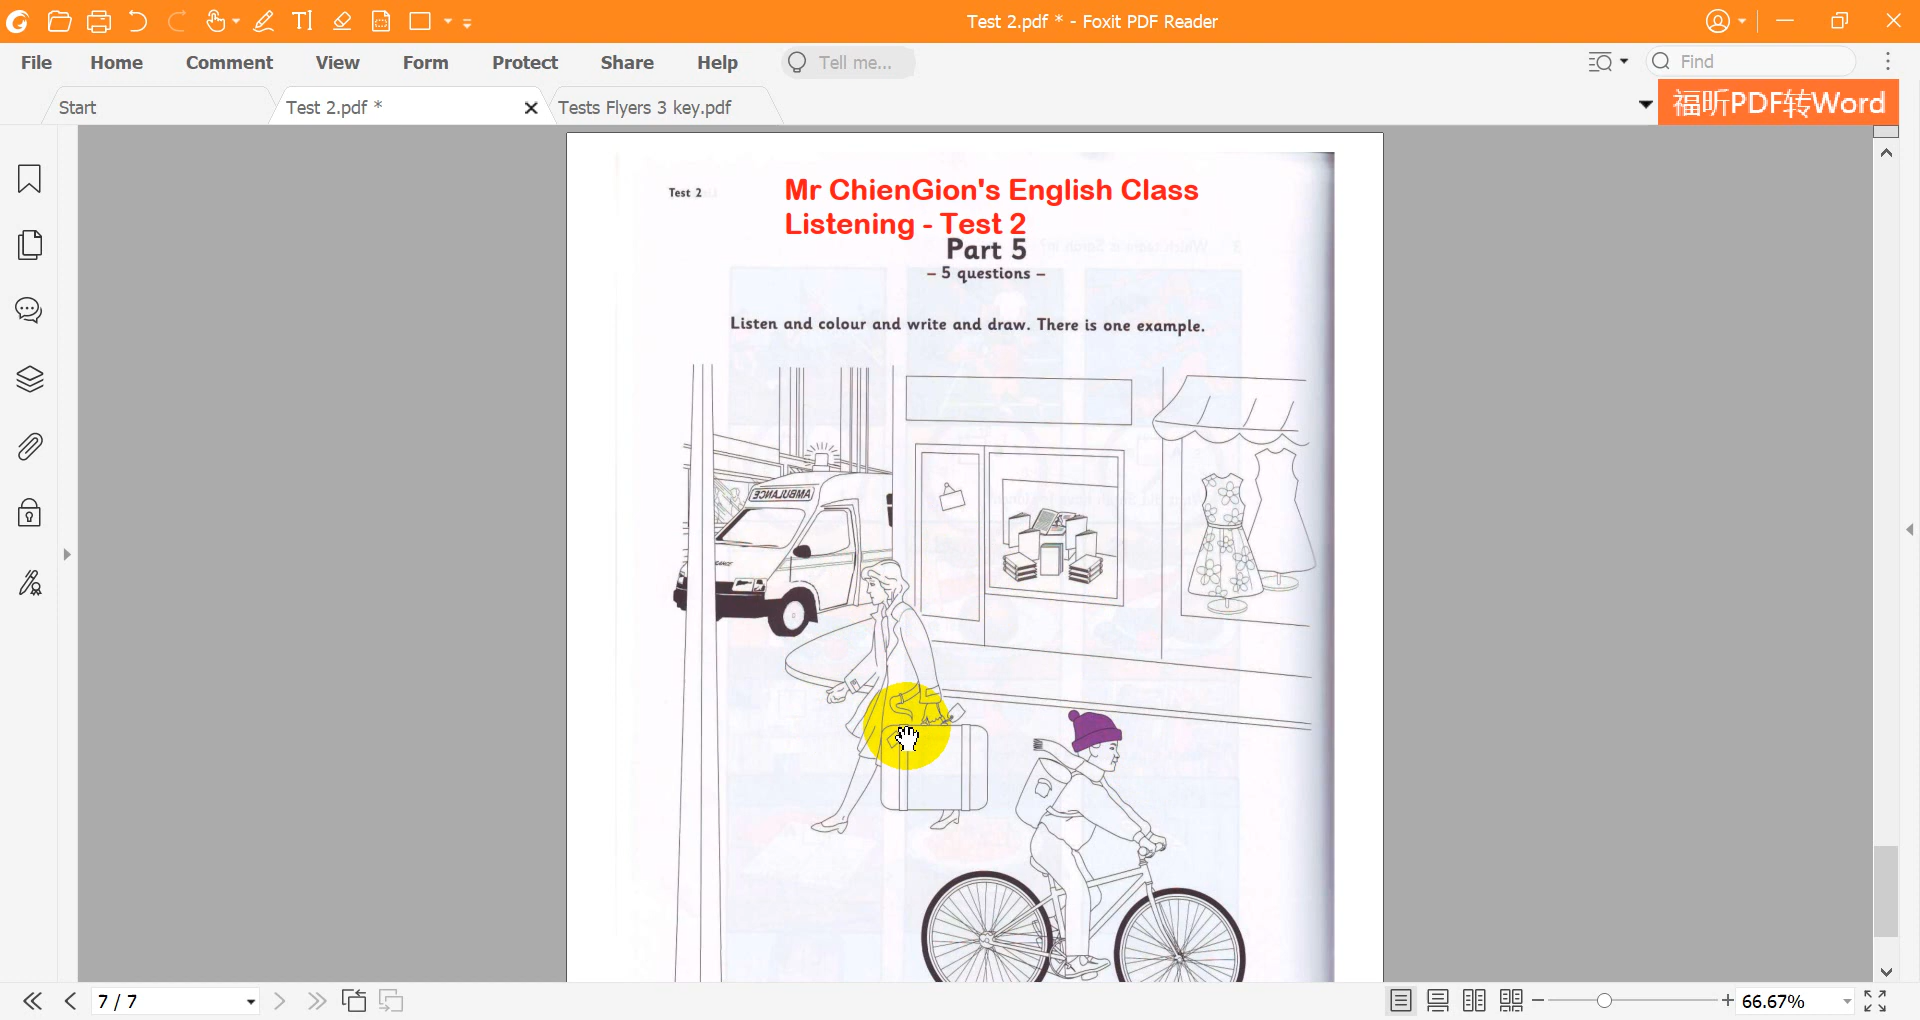 Test 2.pdf * - Foxit PDF Reader
File Home Comment View Form Protect Share Help Tell me... Find
Start Test 2.pdf * Tests Flyers 3 key.pdf 福昕PDF转Word
Test 2
Mr ChienGion's English Class
Listening - Test 2
Part 5
– 5 questions –
Listen and colour and write and draw. There is one example.
AMBULANCE
7 / 7
66.67%